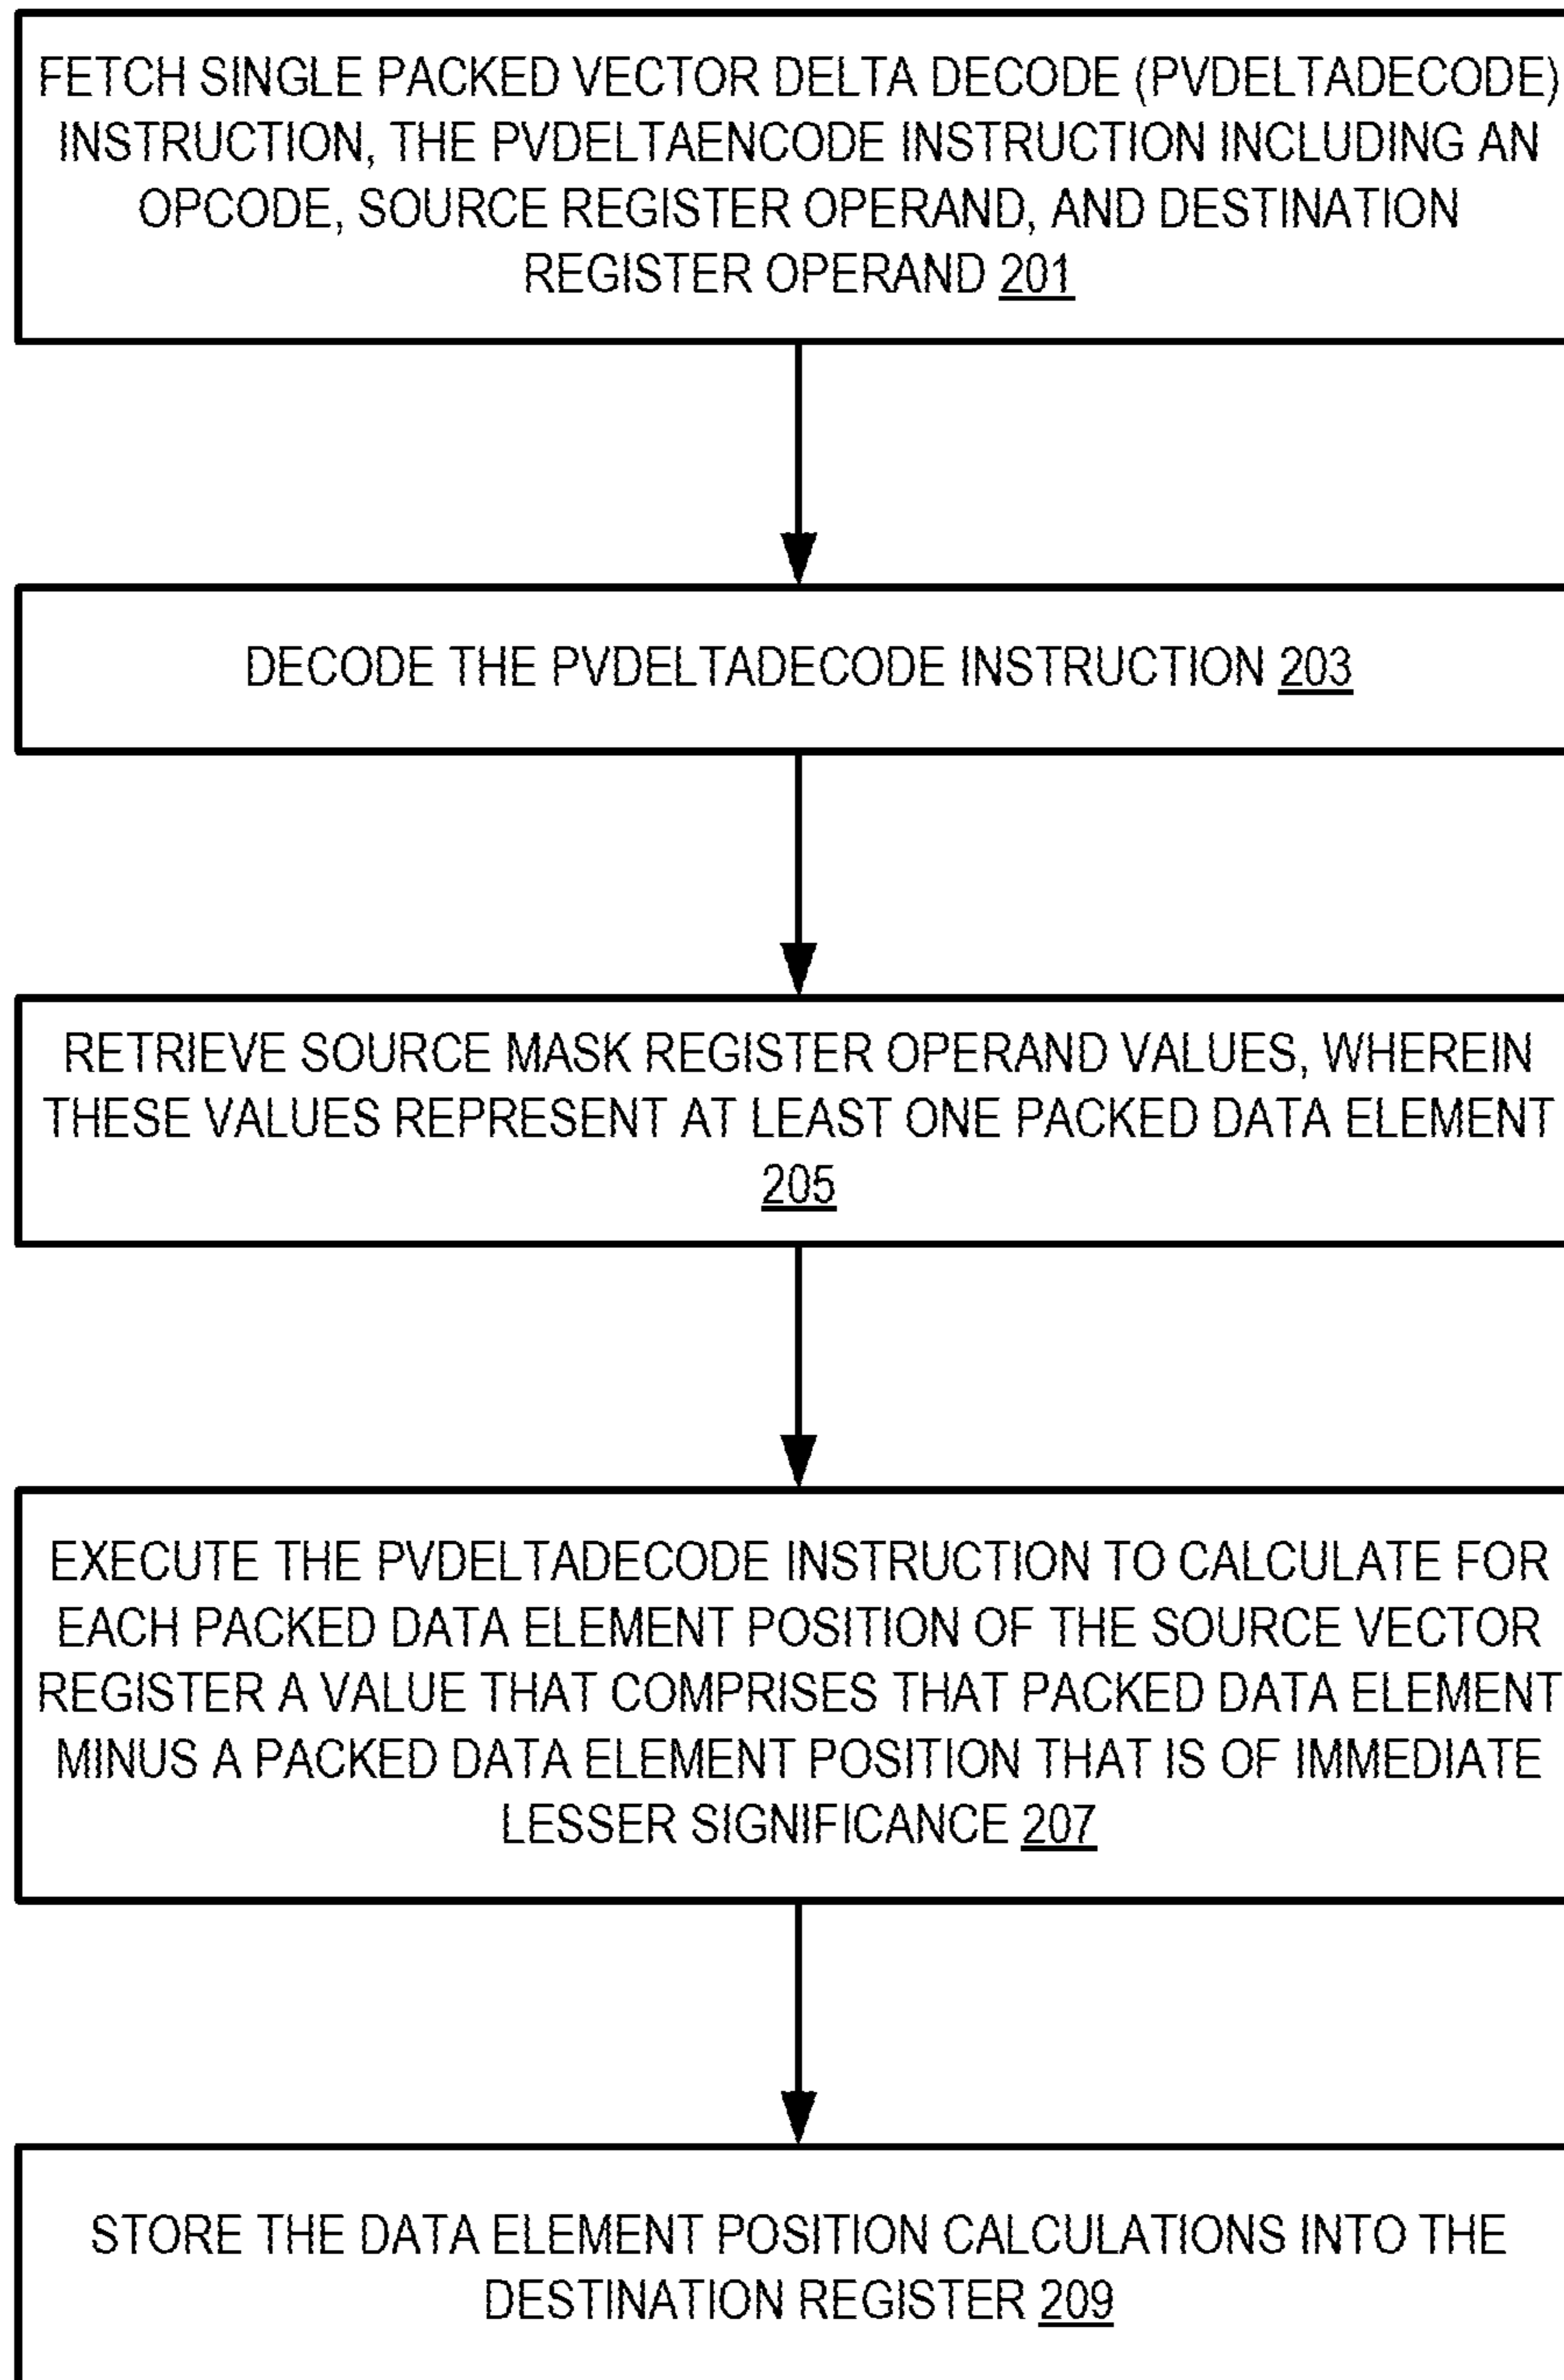 FETCH SINGLE PACKED VECTOR DELTA DECODE (PVDELTADECODE)
INSTRUCTION, THE PVDELTAENCODE INSTRUCTION INCLUDING AN
OPCODE, SOURCE REGISTER OPERAND, AND DESTINATION
REGISTER OPERAND 201
DECODE THE PVDELTADECODE INSTRUCTION 203
RETRIEVE SOURCE MASK REGISTER OPERAND VALUES, WHEREIN
THESE VALUES REPRESENT AT LEAST ONE PACKED DATA ELEMENT
205
EXECUTE THE PVDELTADECODE INSTRUCTION TO CALCULATE FOR
EACH PACKED DATA ELEMENT POSITION OF THE SOURCE VECTOR
REGISTER A VALUE THAT COMPRISES THAT PACKED DATA ELEMENT
MINUS A PACKED DATA ELEMENT POSITION THAT IS OF IMMEDIATE
LESSER SIGNIFICANCE 207
STORE THE DATA ELEMENT POSITION CALCULATIONS INTO THE
DESTINATION REGISTER 209